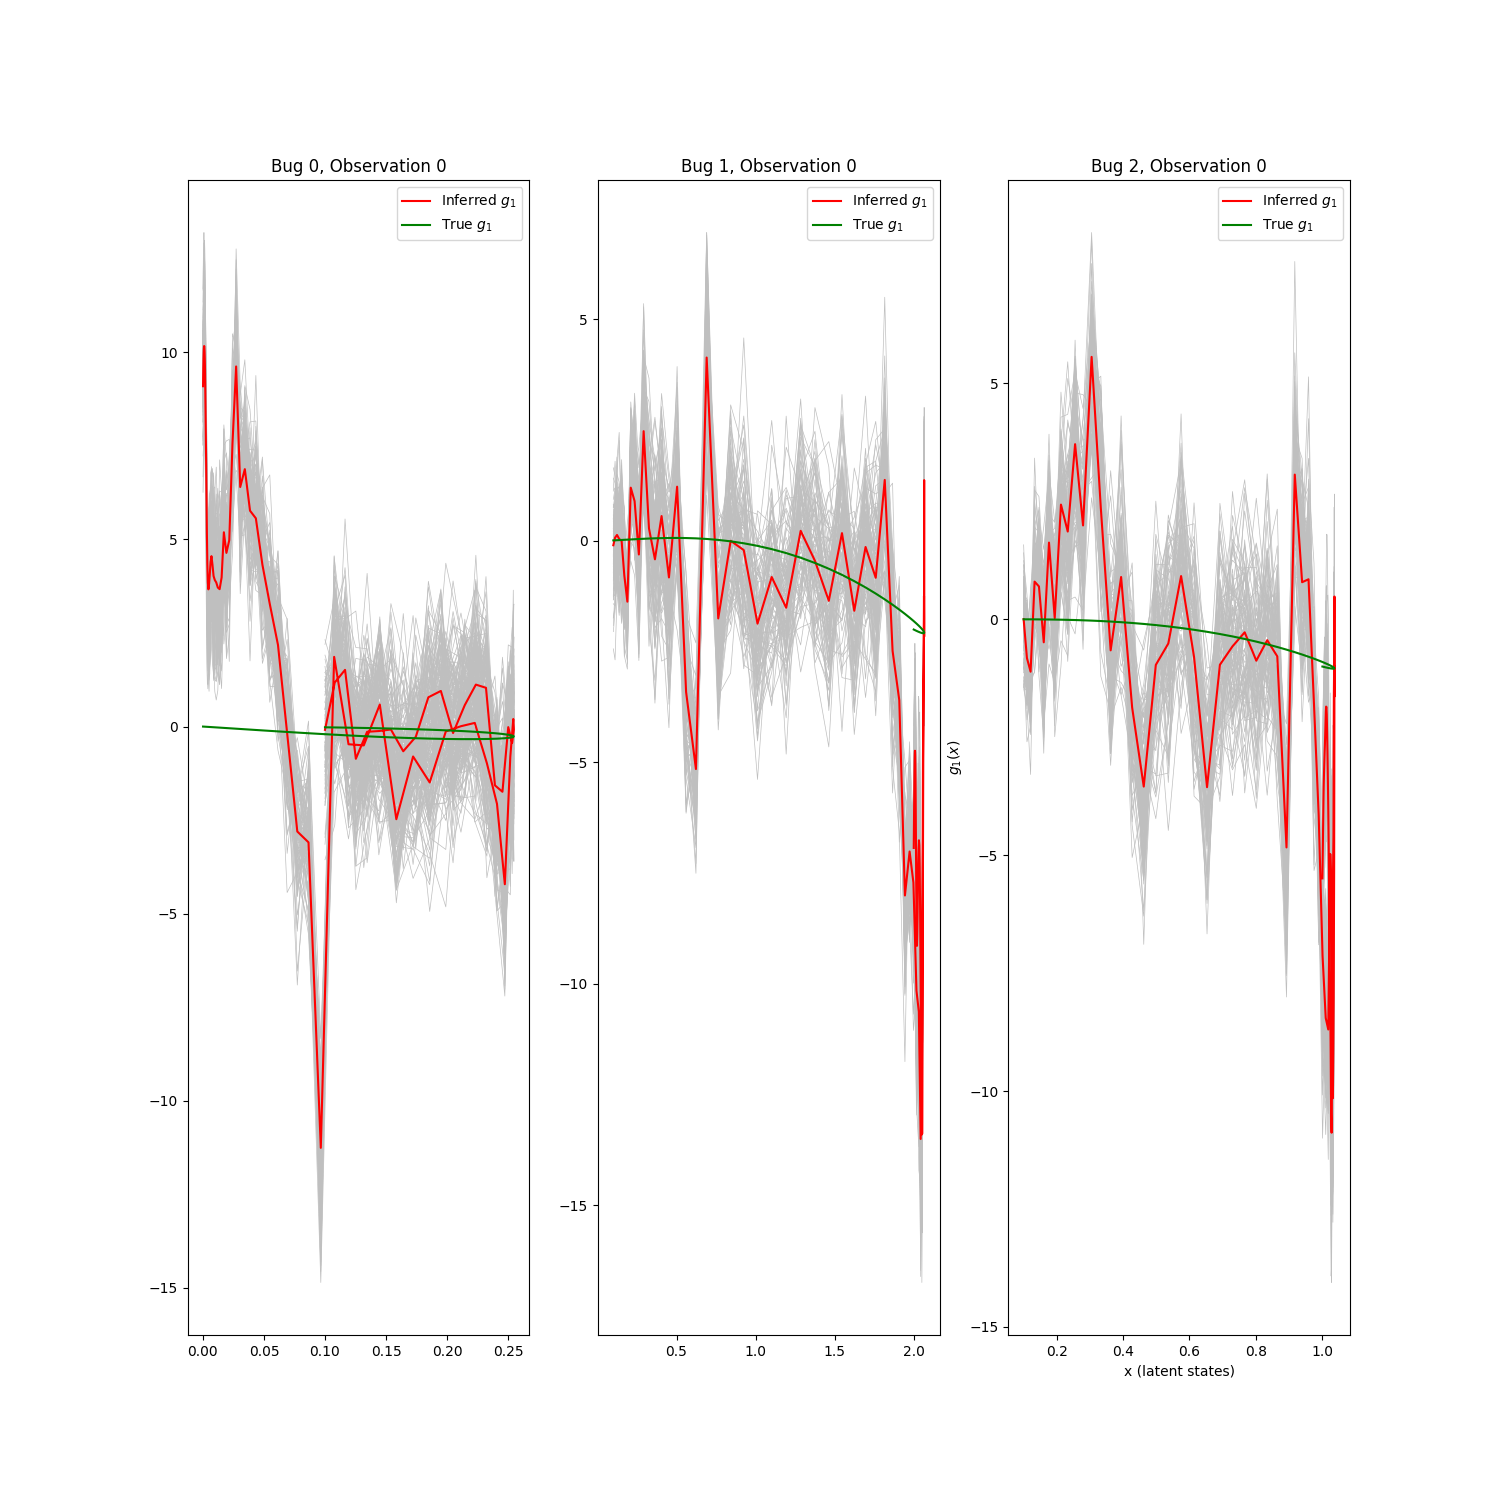 Bug 0, Observation 0
Inferred g₁
True g₁
10
5
0
−5
−10
−15
0.00 0.05 0.10 0.15 0.20 0.25
Bug 1, Observation 0
Inferred g₁
True g₁
5
0
−5
−10
−15
0.5 1.0 1.5 2.0
Bug 2, Observation 0
Inferred g₁
True g₁
g₁(x)
5
0
−5
−10
−15
0.2 0.4 0.6 0.8 1.0
x (latent states)